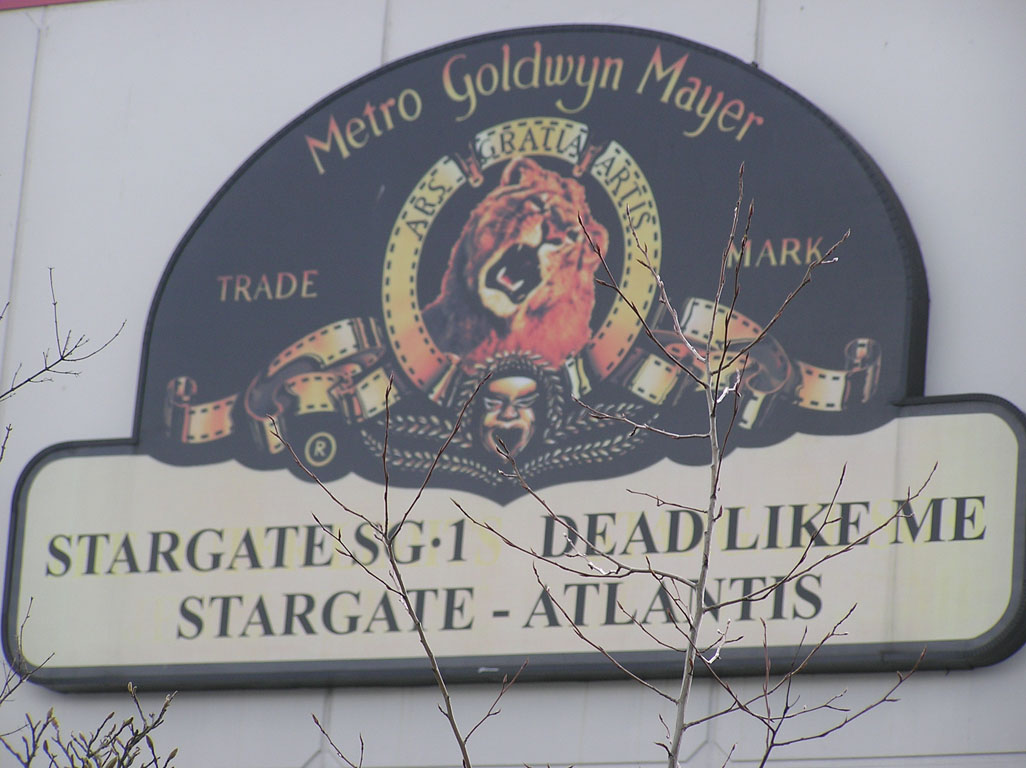 Metro Goldwyn Mayer
ARS GRATIA ARTIS
TRADE MARK
®
STARGATE SG·1 DEAD LIKE ME
STARGATE - ATLANTIS